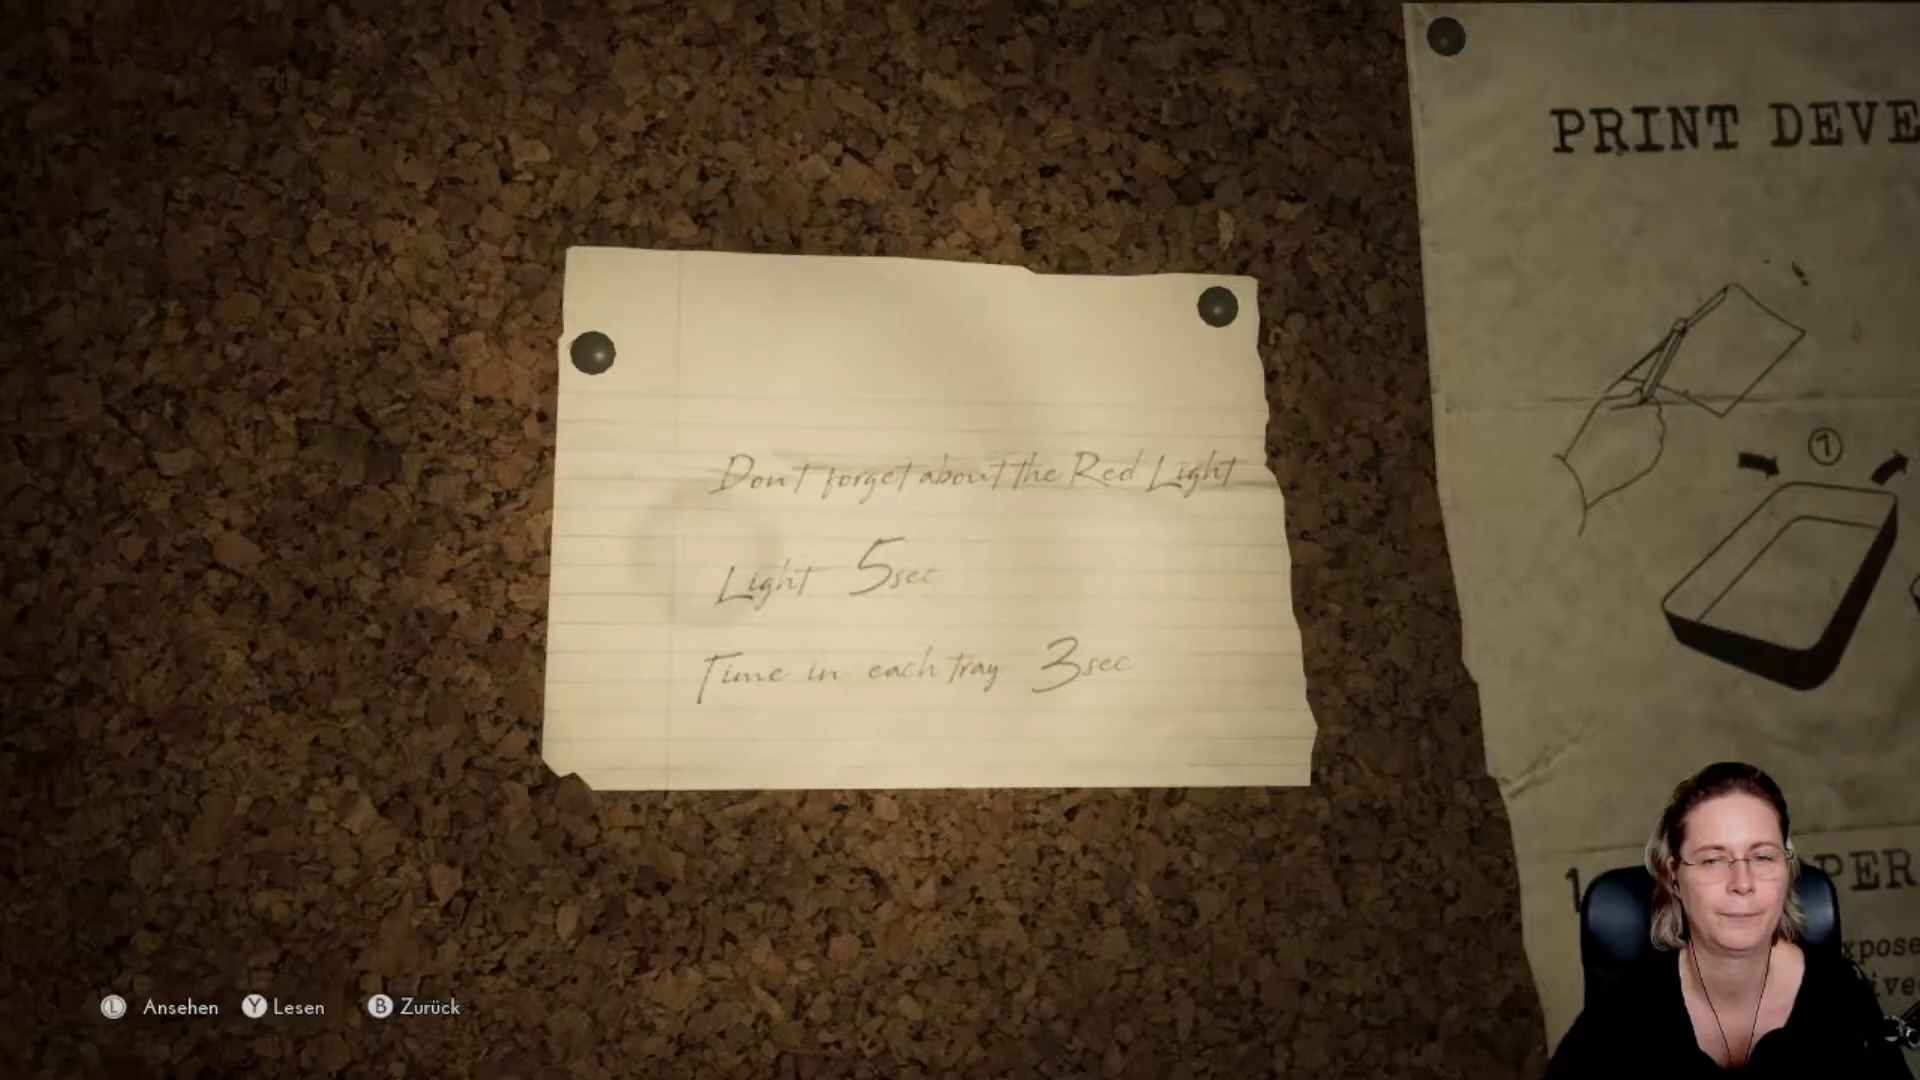 PRINT DEVE
Don't forget about the Red Light
Light 5sec
Time in each tray 3sec
1
1
PER
xpose
ive
L Ansehen Y Lesen B Zurück